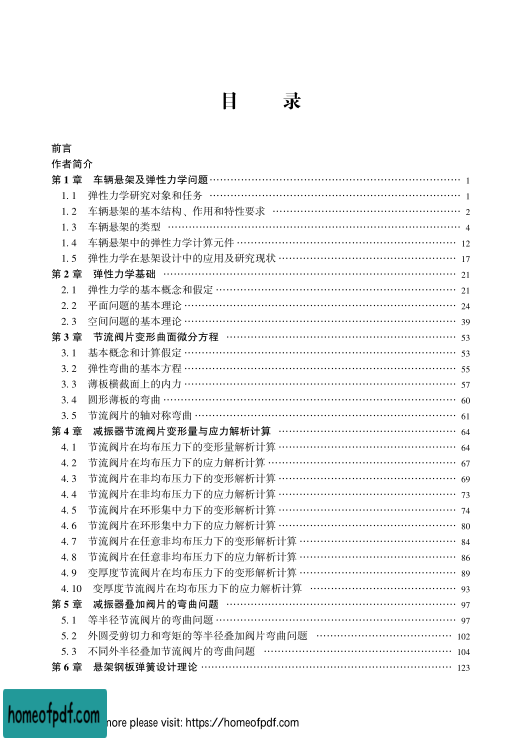 目 录
前言
作者简介
第 1 章 车辆悬架及弹性力学问题 …… 1
1. 1 弹性力学研究对象和任务 …… 1
1. 2 车辆悬架的基本结构、作用和特性要求 …… 2
1. 3 车辆悬架的类型 …… 4
1. 4 车辆悬架中的弹性力学计算元件 …… 12
1. 5 弹性力学在悬架设计中的应用及研究现状 …… 17
第 2 章 弹性力学基础 …… 21
2. 1 弹性力学的基本概念和假定 …… 21
2. 2 平面问题的基本理论 …… 24
2. 3 空间问题的基本理论 …… 39
第 3 章 节流阀片变形曲面微分方程 …… 53
3. 1 基本概念和计算假定 …… 53
3. 2 弹性弯曲的基本方程 …… 55
3. 3 薄板横截面上的内力 …… 57
3. 4 圆形薄板的弯曲 …… 60
3. 5 节流阀片的轴对称弯曲 …… 61
第 4 章 减振器节流阀片变形量与应力解析计算 …… 64
4. 1 节流阀片在均布压力下的变形量解析计算 …… 64
4. 2 节流阀片在均布压力下的应力解析计算 …… 67
4. 3 节流阀片在非均布压力下的变形解析计算 …… 69
4. 4 节流阀片在非均布压力下的应力解析计算 …… 73
4. 5 节流阀片在环形集中力下的变形解析计算 …… 74
4. 6 节流阀片在环形集中力下的应力解析计算 …… 80
4. 7 节流阀片在任意非均布压力下的变形解析计算 …… 84
4. 8 节流阀片在任意非均布压力下的应力解析计算 …… 86
4. 9 变厚度节流阀片在均布压力下的变形解析计算 …… 89
4. 10 变厚度节流阀片在均布压力下的应力解析计算 …… 93
第 5 章 减振器叠加阀片的弯曲问题 …… 97
5. 1 等半径节流阀片的弯曲问题 …… 97
5. 2 外圆受剪切力和弯矩的等半径叠加阀片弯曲问题 …… 102
5. 3 不同外半径叠加节流阀片的弯曲问题 …… 104
第 6 章 悬架钢板弹簧设计理论 …… 123
homeofpdf.com
more please visit: https://homeofpdf.com